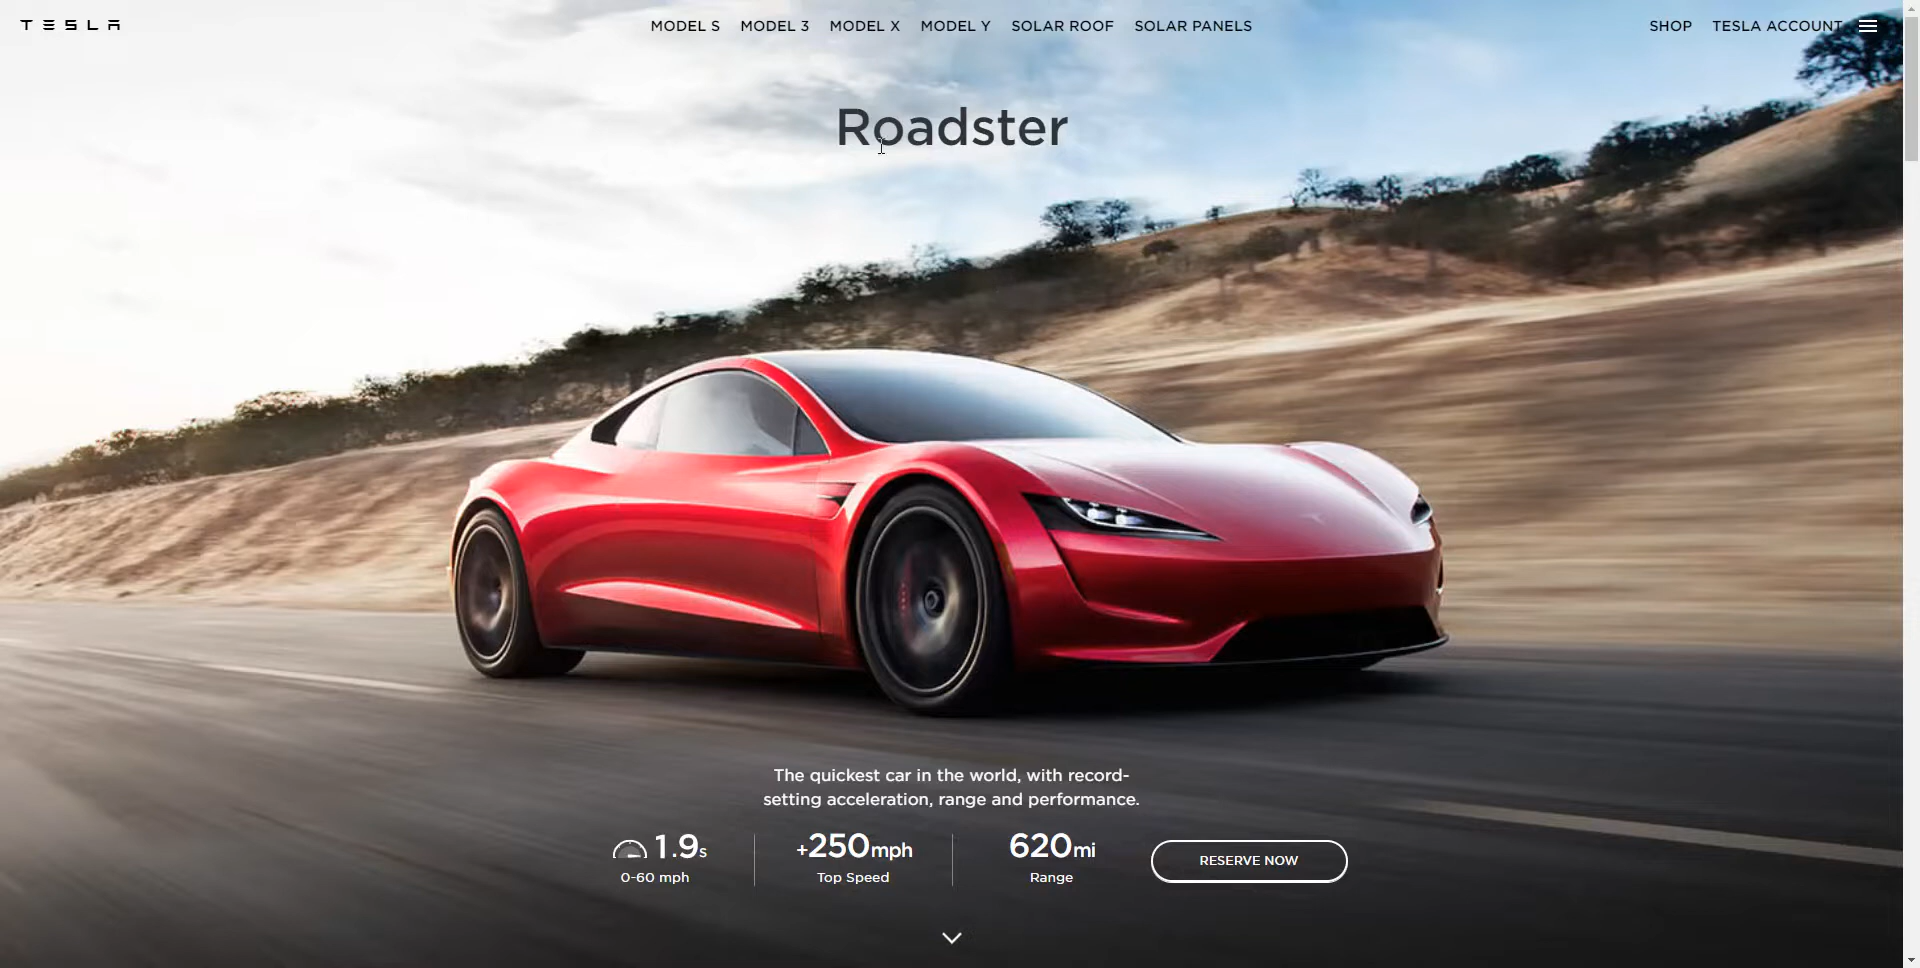 TESLA
MODEL S MODEL 3 MODEL X MODEL Y SOLAR ROOF SOLAR PANELS
SHOP TESLA ACCOUNT
Roadster
The quickest car in the world, with record-
setting acceleration, range and performance.
1.9s
0-60 mph
+250mph
Top Speed
620mi
Range
RESERVE NOW